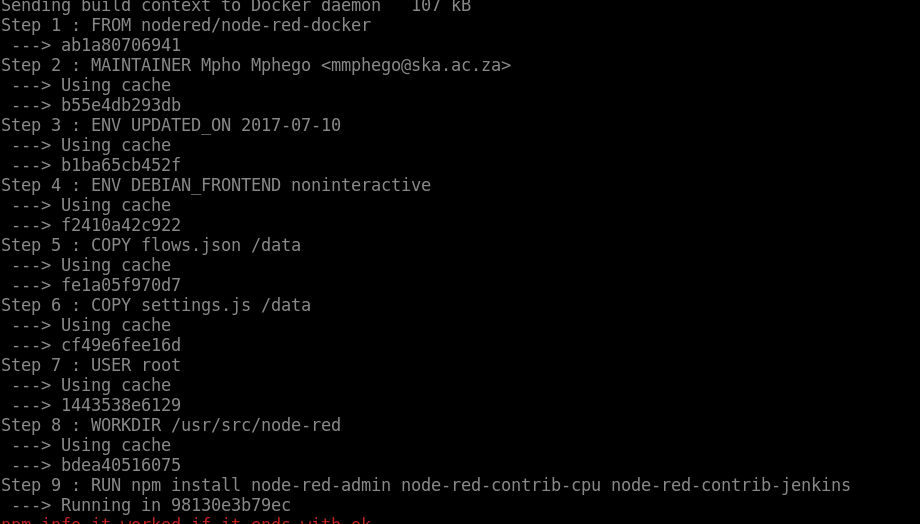 Sending build context to Docker daemon   107 kB
Step 1 : FROM nodered/node-red-docker
 ---> ab1a80706941
Step 2 : MAINTAINER Mpho Mphego <mmphego@ska.ac.za>
 ---> Using cache
 ---> b55e4db293db
Step 3 : ENV UPDATED_ON 2017-07-10
 ---> Using cache
 ---> b1ba65cb452f
Step 4 : ENV DEBIAN_FRONTEND noninteractive
 ---> Using cache
 ---> f2410a42c922
Step 5 : COPY flows.json /data
 ---> Using cache
 ---> fe1a05f970d7
Step 6 : COPY settings.js /data
 ---> Using cache
 ---> cf49e6fee16d
Step 7 : USER root
 ---> Using cache
 ---> 1443538e6129
Step 8 : WORKDIR /usr/src/node-red
 ---> Using cache
 ---> bdea40516075
Step 9 : RUN npm install node-red-admin node-red-contrib-cpu node-red-contrib-jenkins
 ---> Running in 98130e3b79ec
npm info it worked if it ends with ok